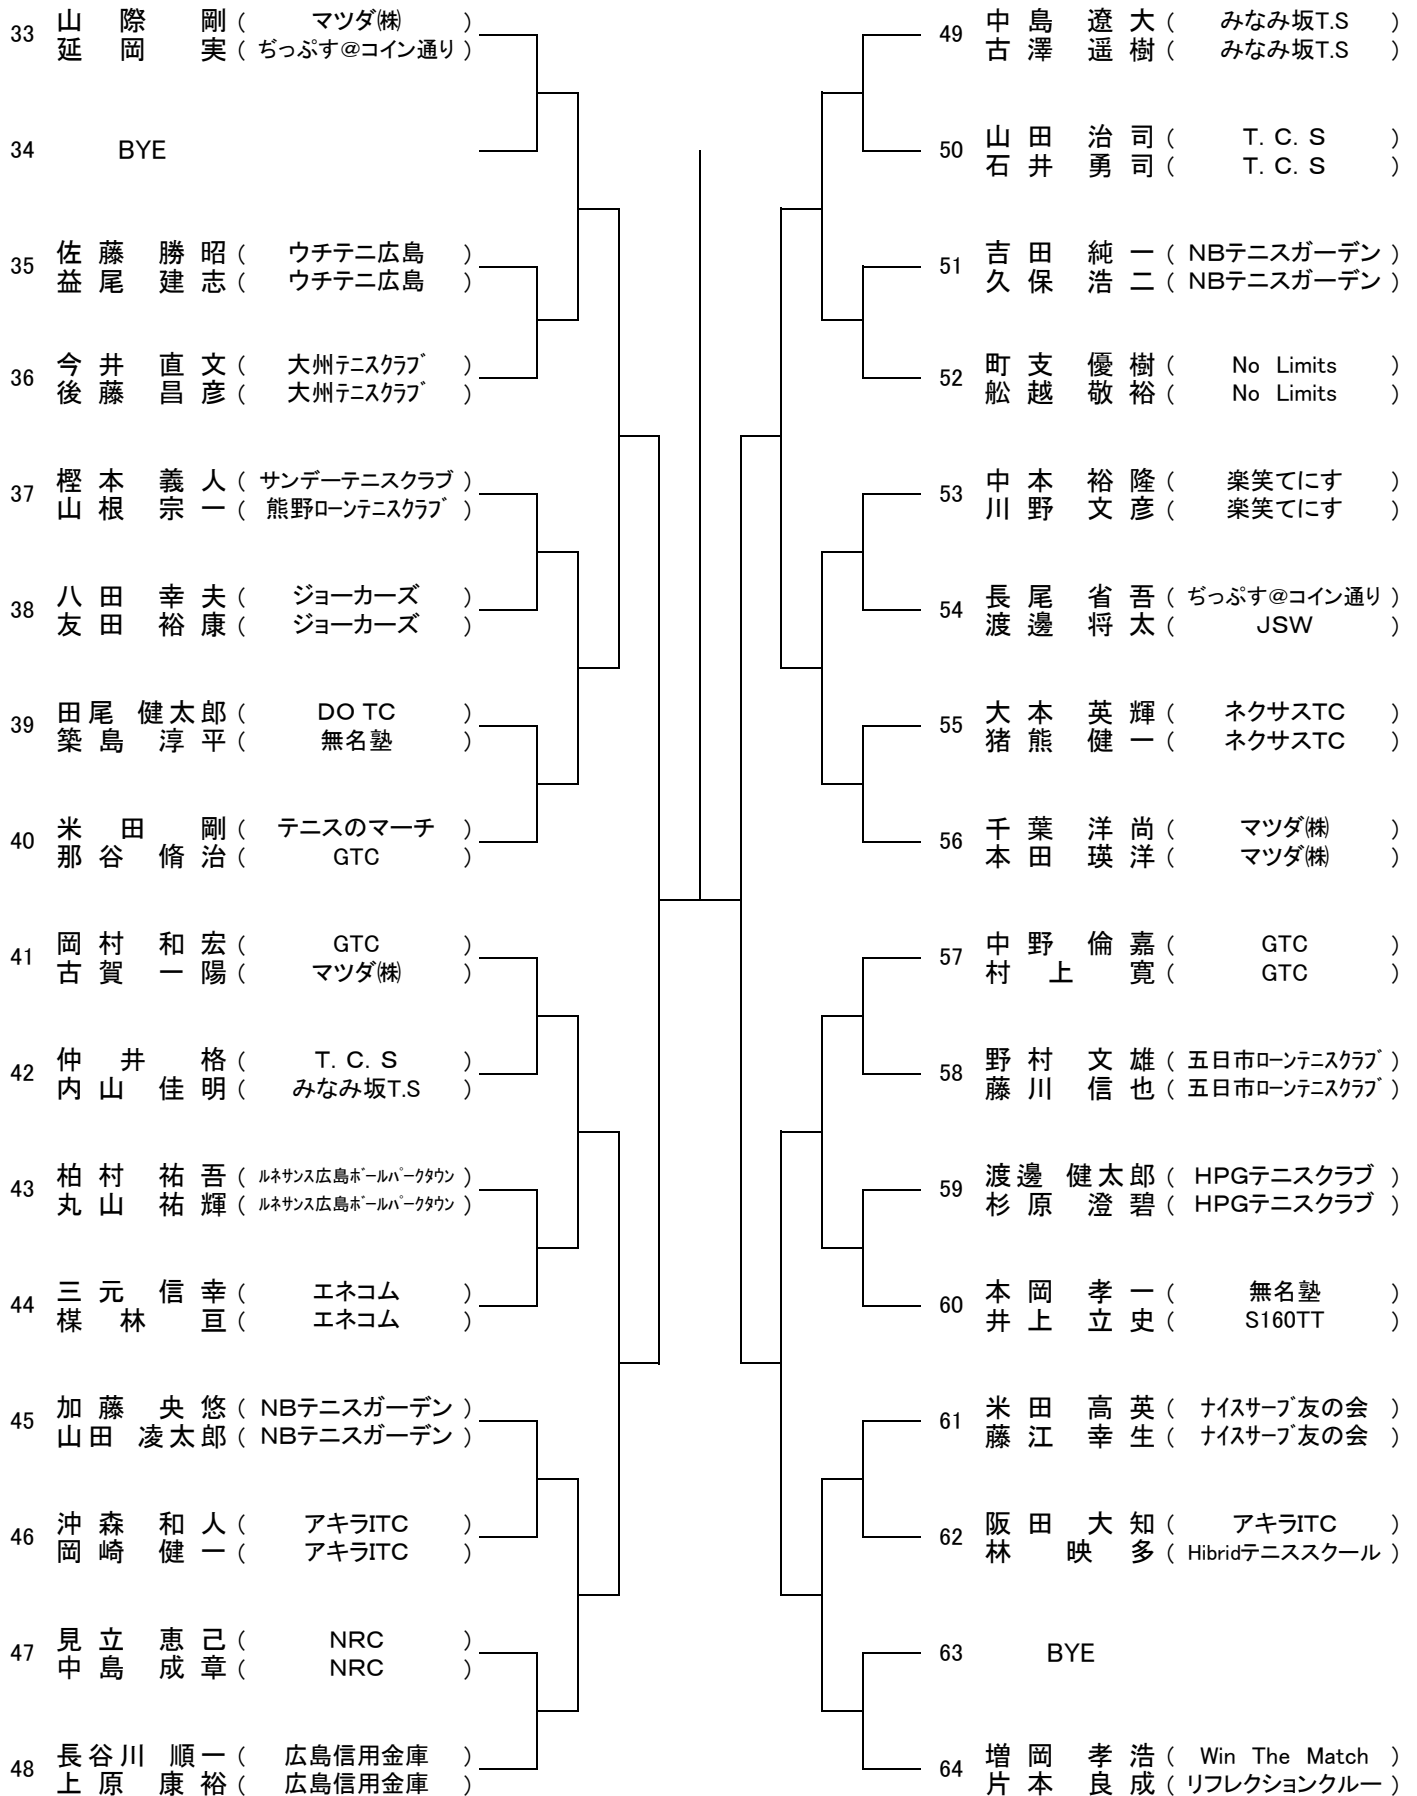 33 山際 剛 ( マツダ㈱ )
延岡 実 ( ぢっぷす@コイン通り )
34 BYE
35 佐藤 勝昭 ( ウチテニ広島 )
益尾 建志 ( ウチテニ広島 )
36 今井 直文 ( 大州ﾃﾆｽｸﾗﾌﾞ )
後藤 昌彦 ( 大州ﾃﾆｽｸﾗﾌﾞ )
37 樫本 義人 ( サンデーテニスクラブ )
山根 宗一 ( 熊野ﾛｰﾝﾃﾆｽｸﾗﾌﾞ )
38 八田 幸夫 ( ジョーカーズ )
友田 裕康 ( ジョーカーズ )
39 田尾 健太郎 ( DO TC )
築島 淳平 ( 無名塾 )
40 米田 剛 ( テニスのマーチ )
那谷 脩治 ( GTC )
41 岡村 和宏 ( GTC )
古賀 一陽 ( マツダ㈱ )
42 仲井 格 ( T. C. S )
内山 佳明 ( みなみ坂T.S )
43 柏村 祐吾 ( ﾙﾈｻﾝｽ広島ﾎﾞｰﾙﾊﾟｰｸﾀｳﾝ )
丸山 祐輝 ( ﾙﾈｻﾝｽ広島ﾎﾞｰﾙﾊﾟｰｸﾀｳﾝ )
44 三元 信幸 ( エネコム )
楳林 亘 ( エネコム )
45 加藤 央悠 ( NBテニスガーデン )
山田 凌太郎 ( NBテニスガーデン )
46 沖森 和人 ( アキラITC )
岡崎 健一 ( アキラITC )
47 見立 恵己 ( NRC )
中島 成章 ( NRC )
48 長谷川 順一 ( 広島信用金庫 )
上原 康裕 ( 広島信用金庫 )
49 中島 遼大 ( みなみ坂T.S )
古澤 遥樹 ( みなみ坂T.S )
50 山田 治司 ( T. C. S )
石井 勇司 ( T. C. S )
51 吉田 純一 ( NBテニスガーデン )
久保 浩二 ( NBテニスガーデン )
52 町支 優樹 ( No Limits )
舩越 敬裕 ( No Limits )
53 中本 裕隆 ( 楽笑てにす )
川野 文彦 ( 楽笑てにす )
54 長尾 省吾 ( ぢっぷす@コイン通り )
渡邊 将太 ( JSW )
55 大本 英輝 ( ネクサスTC )
猪熊 健一 ( ネクサスTC )
56 千葉 洋尚 ( マツダ㈱ )
本田 瑛洋 ( マツダ㈱ )
57 中野 倫嘉 ( GTC )
村上 寛 ( GTC )
58 野村 文雄 ( 五日市ﾛｰﾝﾃﾆｽｸﾗﾌﾞ )
藤川 信也 ( 五日市ﾛｰﾝﾃﾆｽｸﾗﾌﾞ )
59 渡邊 健太郎 ( HPGテニスクラブ )
杉原 澄碧 ( HPGテニスクラブ )
60 本岡 孝一 ( 無名塾 )
井上 立史 ( S160TT )
61 米田 高英 ( ﾅｲｽｻｰﾌﾞ友の会 )
藤江 幸生 ( ﾅｲｽｻｰﾌﾞ友の会 )
62 阪田 大知 ( アキラITC )
林 映多 ( Hibridテニススクール )
63 BYE
64 増岡 孝浩 ( Win The Match )
片本 良成 ( リフレクションクルー )